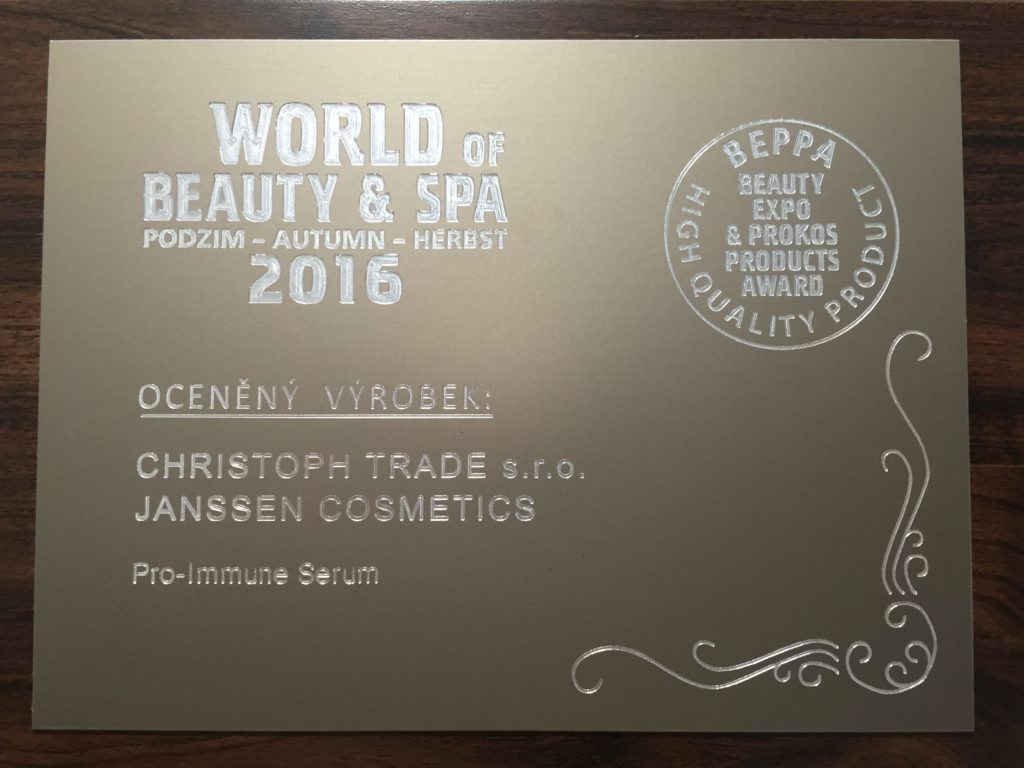 WORLD OF
BEAUTY & SPA
PODZIM – AUTUMN – HERBST
2016
BEPPA
BEAUTY
EXPO
& PROKOS
PRODUCTS
AWARD
HIGH QUALITY PRODUCT
OCENĚNÝ VÝROBEK:
CHRISTOPH TRADE s.r.o.
JANSSEN COSMETICS
Pro-Immune Serum